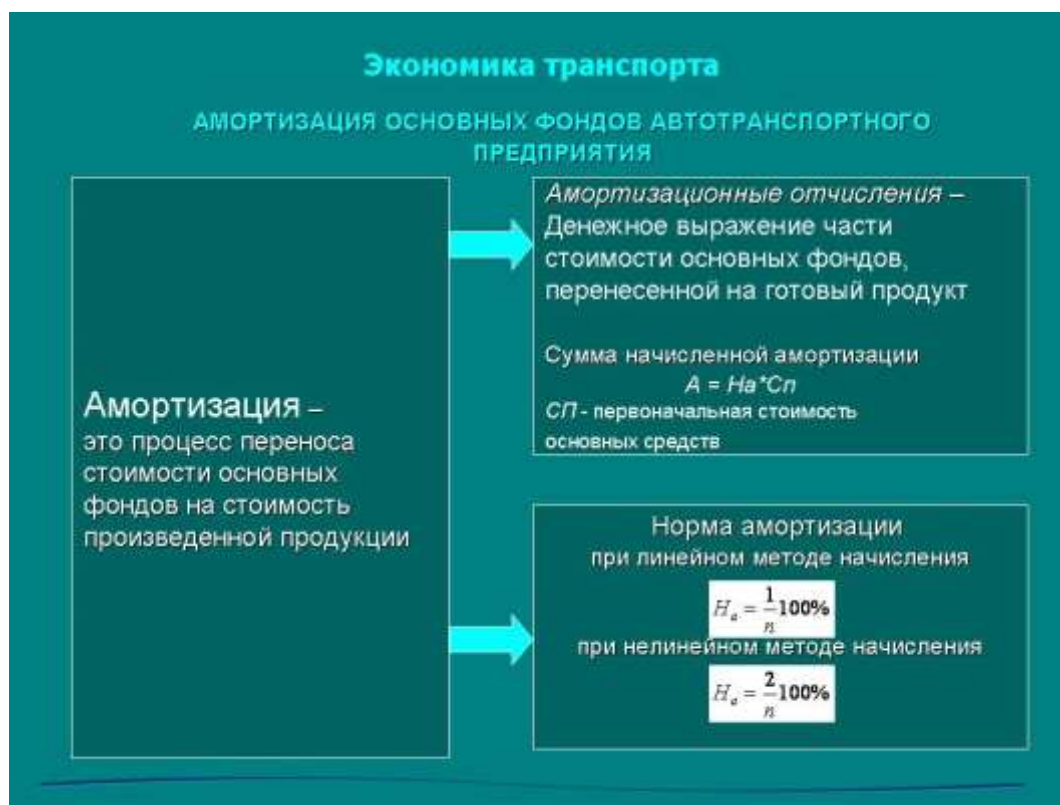 Экономика транспорта
АМОРТИЗАЦИЯ ОСНОВНЫХ ФОНДОВ АВТОТРАНСПОРТНОГО
ПРЕДПРИЯТИЯ
Амортизация –
это процесс переноса
стоимости основных
фондов на стоимость
произведенной продукции
Амортизационные отчисления –
Денежное выражение части
стоимости основных фондов,
перенесенной на готовый продукт
Сумма начисленной амортизации
А = На*Сп
СП - первоначальная стоимость
основных средств
Норма амортизации
при линейном методе начисления
Hₐ = 1/n 100%
при нелинейном методе начисления
Hₐ = 2/n 100%